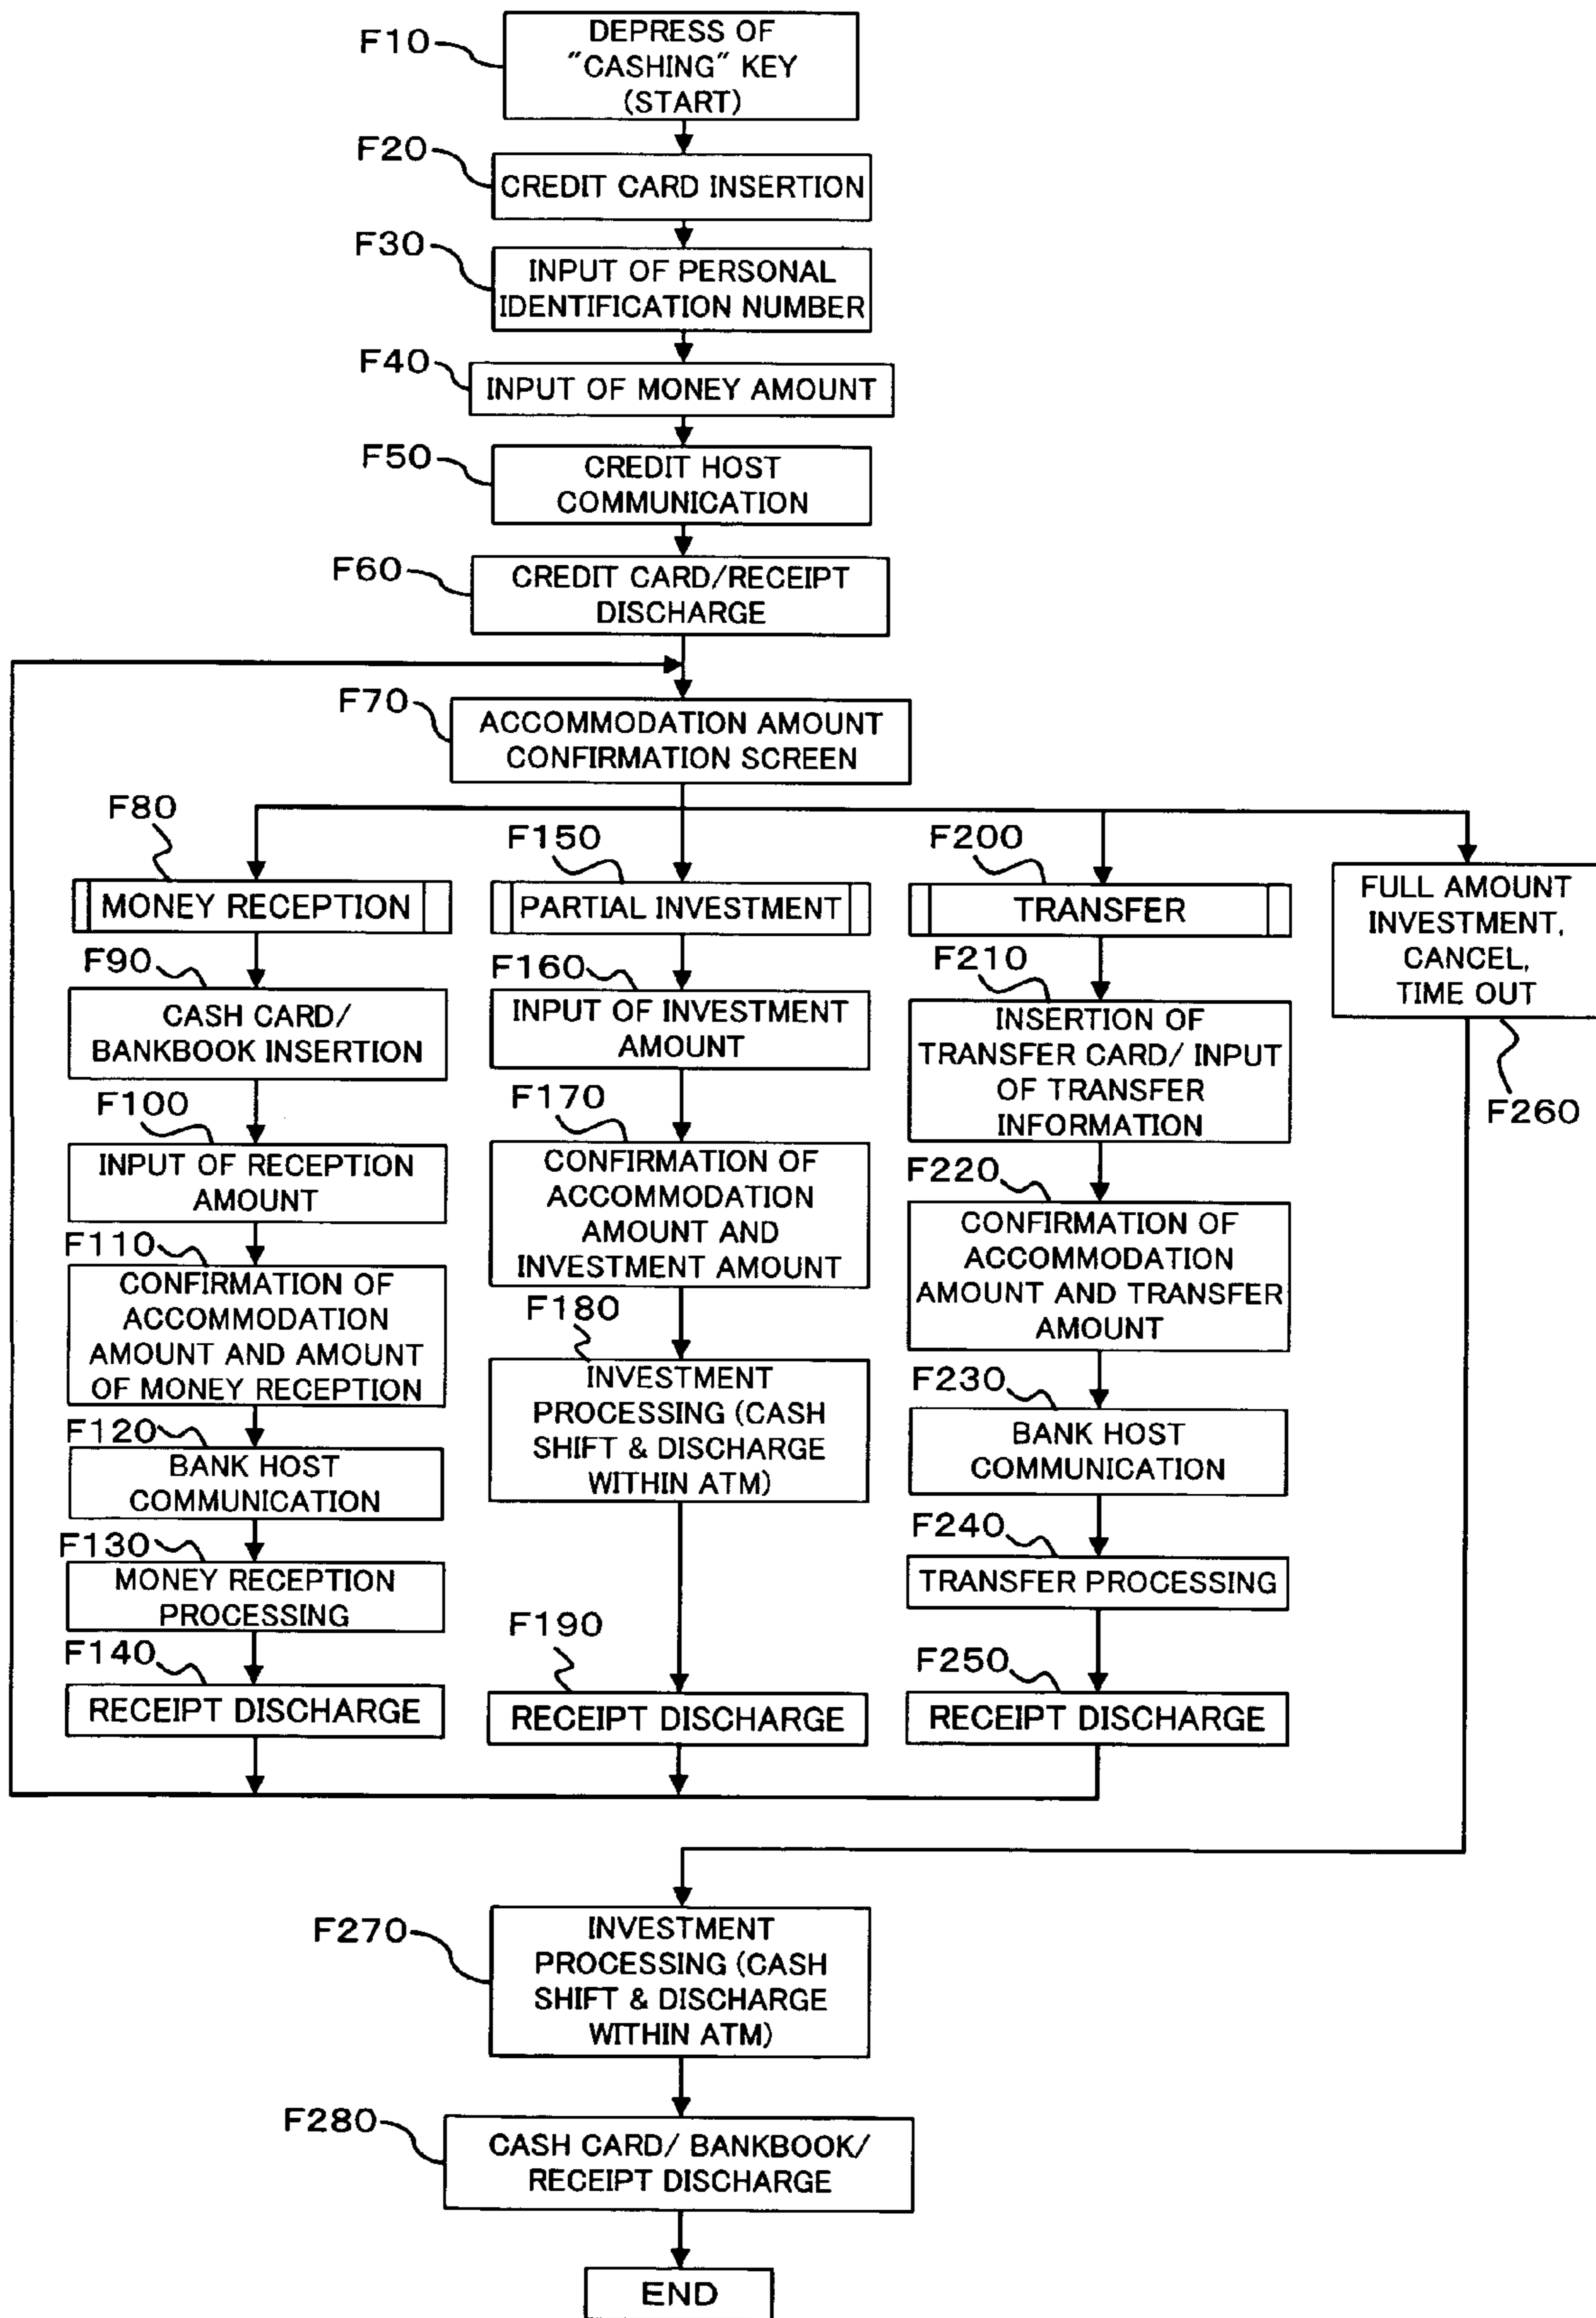 F10
DEPRESS OF
"CASHING" KEY
(START)
F20
CREDIT CARD INSERTION
F30
INPUT OF PERSONAL
IDENTIFICATION NUMBER
F40
INPUT OF MONEY AMOUNT
F50
CREDIT HOST
COMMUNICATION
F60
CREDIT CARD/RECEIPT
DISCHARGE
F70
ACCOMMODATION AMOUNT
CONFIRMATION SCREEN
F80
MONEY RECEPTION
F90
CASH CARD/
BANKBOOK INSERTION
F100
INPUT OF RECEPTION
AMOUNT
F110
CONFIRMATION OF
ACCOMMODATION
AMOUNT AND AMOUNT
OF MONEY RECEPTION
F120
BANK HOST
COMMUNICATION
F130
MONEY RECEPTION
PROCESSING
F140
RECEIPT DISCHARGE
F150
PARTIAL INVESTMENT
F160
INPUT OF INVESTMENT
AMOUNT
F170
CONFIRMATION OF
ACCOMMODATION
AMOUNT AND
INVESTMENT AMOUNT
F180
INVESTMENT
PROCESSING (CASH
SHIFT & DISCHARGE
WITHIN ATM)
F190
RECEIPT DISCHARGE
F200
TRANSFER
F210
INSERTION OF
TRANSFER CARD/ INPUT
OF TRANSFER
INFORMATION
F220
CONFIRMATION OF
ACCOMMODATION
AMOUNT AND TRANSFER
AMOUNT
F230
BANK HOST
COMMUNICATION
F240
TRANSFER PROCESSING
F250
RECEIPT DISCHARGE
FULL AMOUNT
INVESTMENT,
CANCEL,
TIME OUT
F260
F270
INVESTMENT
PROCESSING (CASH
SHIFT & DISCHARGE
WITHIN ATM)
F280
CASH CARD/ BANKBOOK/
RECEIPT DISCHARGE
END